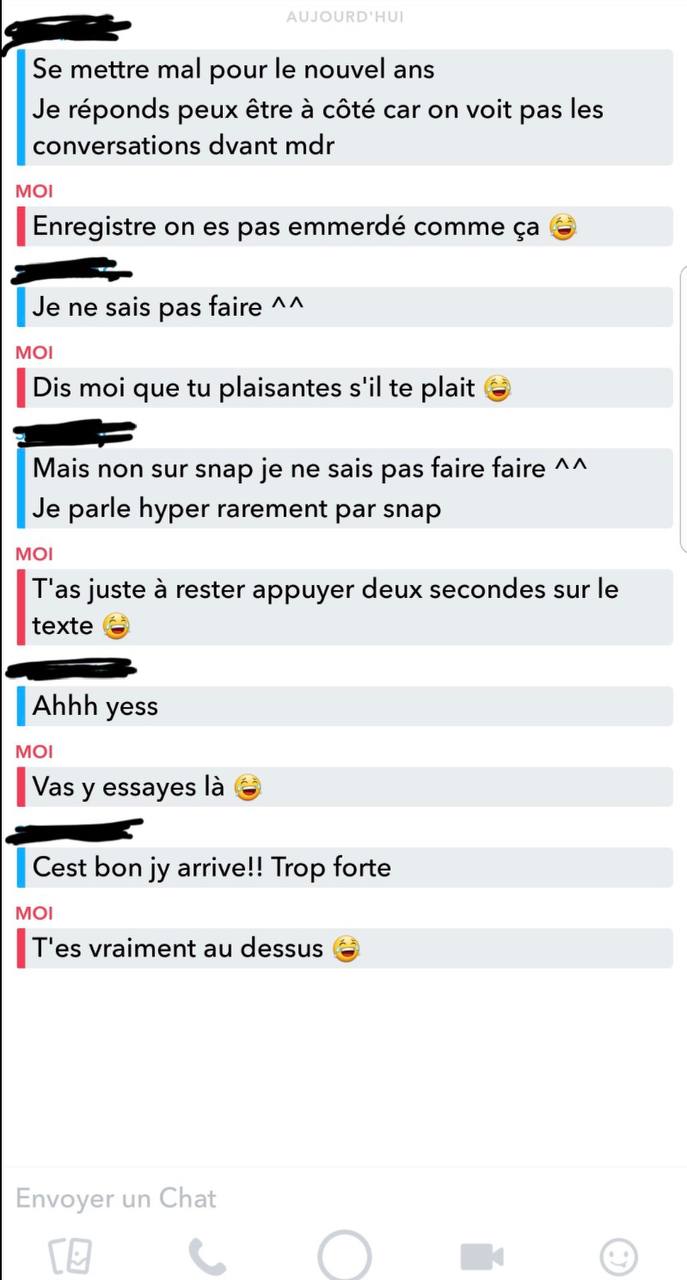 AUJOURD'HUI
Se mettre mal pour le nouvel ans
Je réponds peux être à côté car on voit pas les
conversations dvant mdr
MOI
Enregistre on es pas emmerdé comme ça 😂
Je ne sais pas faire ^^
MOI
Dis moi que tu plaisantes s'il te plait 😂
Mais non sur snap je ne sais pas faire faire ^^
Je parle hyper rarement par snap
MOI
T'as juste à rester appuyer deux secondes sur le
texte 😂
Ahhh yess
MOI
Vas y essayes là 😂
Cest bon jy arrive!! Trop forte
MOI
T'es vraiment au dessus 😂
Envoyer un Chat